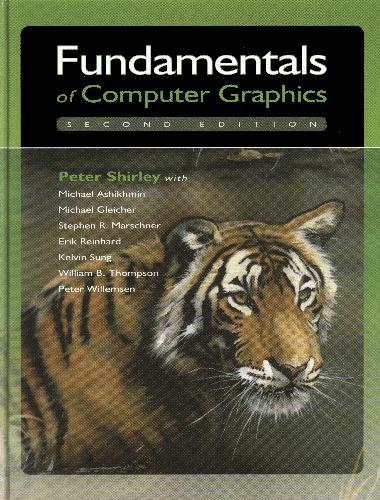 Fundamentals
of Computer Graphics
SECOND EDITION
Peter Shirley with
Michael Ashikhmin
Michael Gleicher
Stephen R. Marschner
Erik Reinhard
Kelvin Sung
William B. Thompson
Peter Willemsen